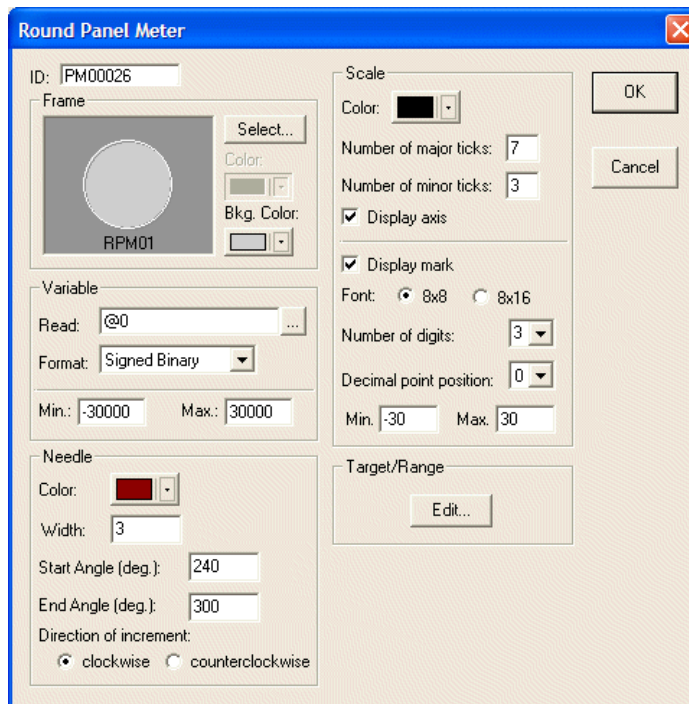 Round Panel Meter
ID: PM00026
Frame
Select...
Color:
Bkg. Color:
RPM01
Variable
Read: @0 ...
Format: Signed Binary
Min.: -30000 Max.: 30000
Needle
Color:
Width: 3
Start Angle (deg.): 240
End Angle (deg.): 300
Direction of increment:
clockwise counterclockwise
Scale
Color:
Number of major ticks: 7
Number of minor ticks: 3
Display axis
Display mark
Font: 8x8 8x16
Number of digits: 3
Decimal point position: 0
Min. -30 Max. 30
Target/Range
Edit...
OK
Cancel